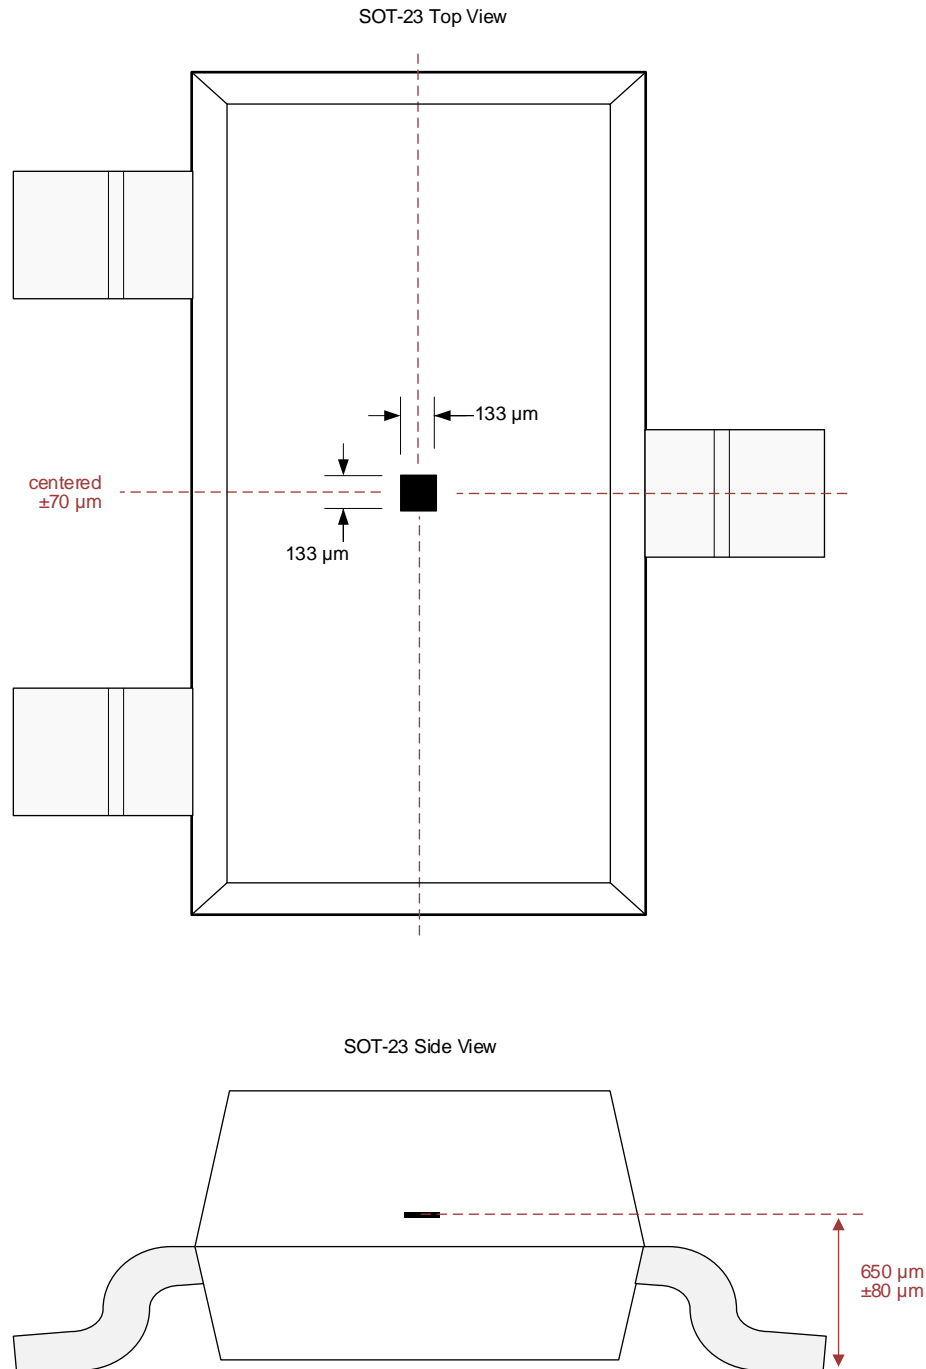 SOT-23 Top View
133 µm
centered
±70 µm
133 µm
SOT-23 Side View
650 µm
±80 µm